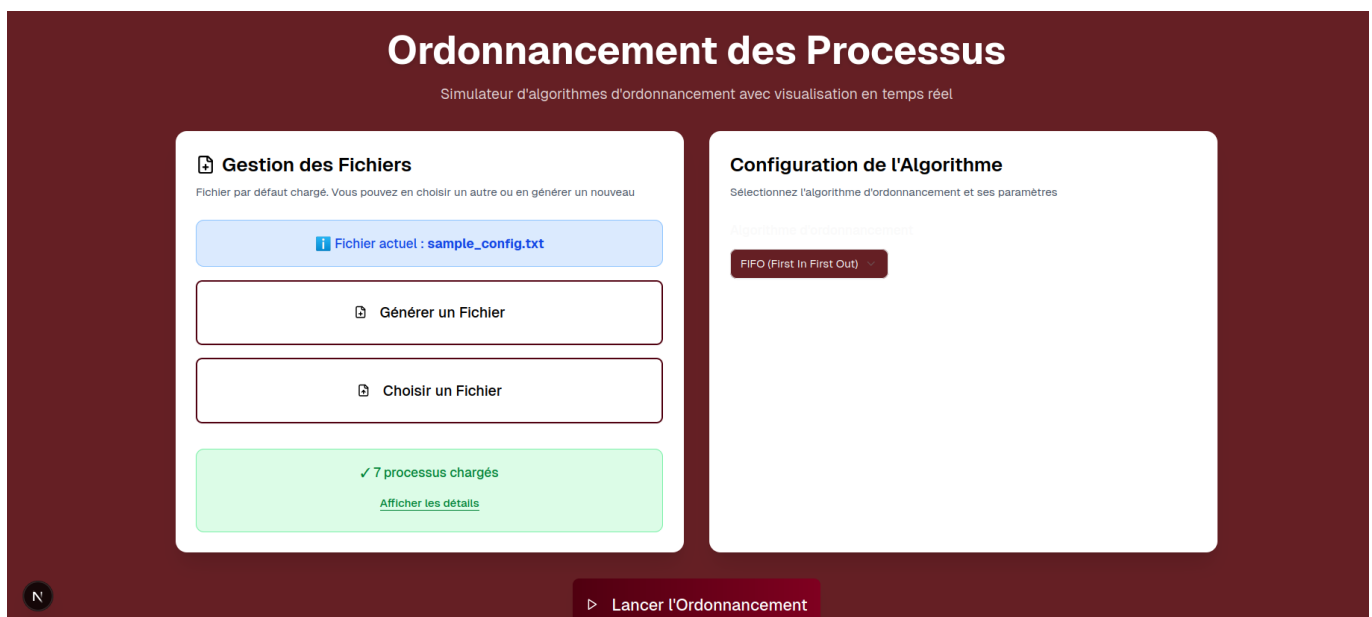 Ordonnancement des Processus
Simulateur d'algorithmes d'ordonnancement avec visualisation en temps réel
Gestion des Fichiers
Fichier par défaut chargé. Vous pouvez en choisir un autre ou en générer un nouveau
ℹ️ Fichier actuel : sample_config.txt
Générer un Fichier
Choisir un Fichier
✓ 7 processus chargés
Afficher les détails
Configuration de l'Algorithme
Sélectionnez l'algorithme d'ordonnancement et ses paramètres
Algorithme d'ordonnancement
FIFO (First In First Out)
N
Lancer l'Ordonnancement